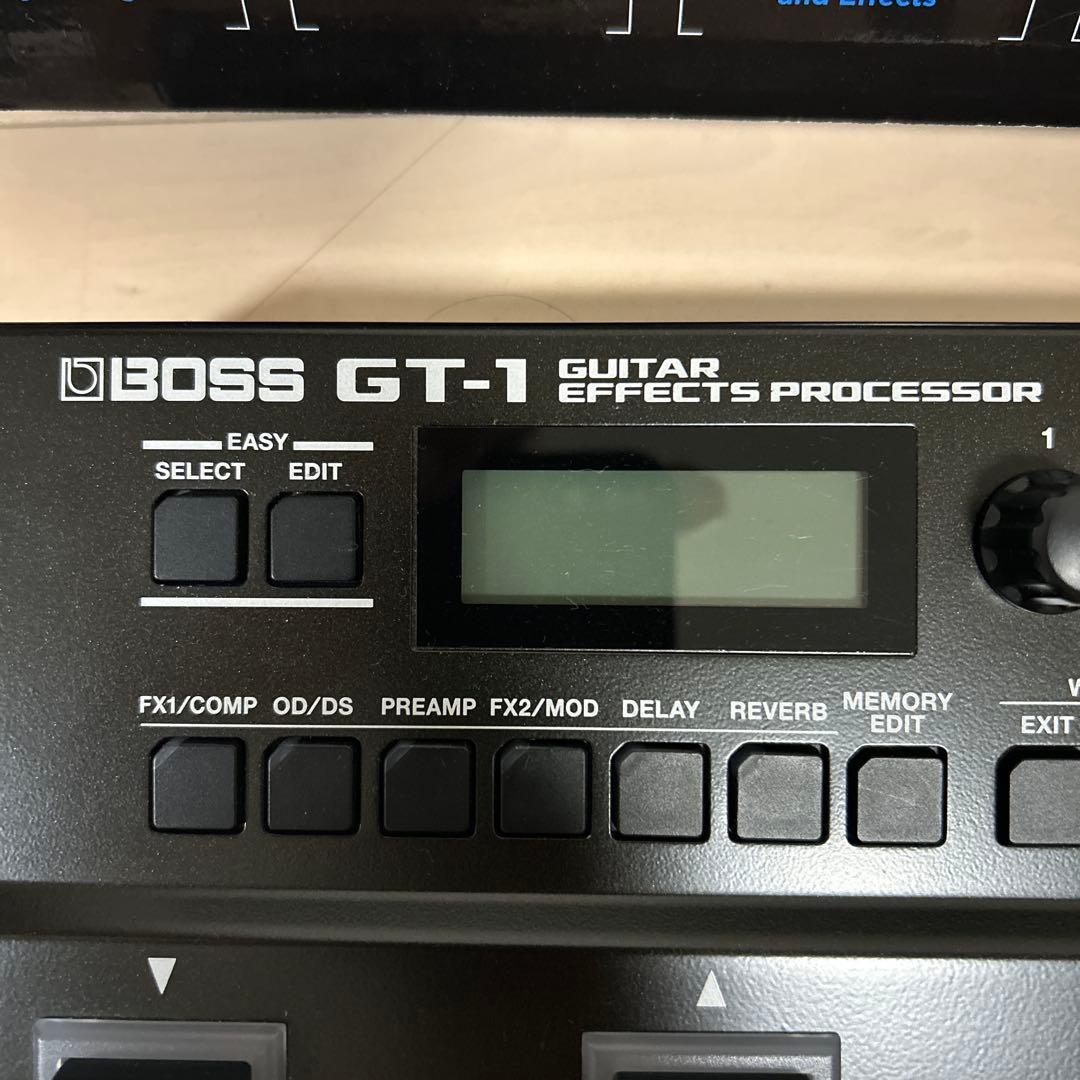 and Effects
BOSS GT-1 GUITAR EFFECTS PROCESSOR
EASY
SELECT EDIT
1
FX1/COMP OD/DS PREAMP FX2/MOD DELAY REVERB MEMORY EDIT
EXIT